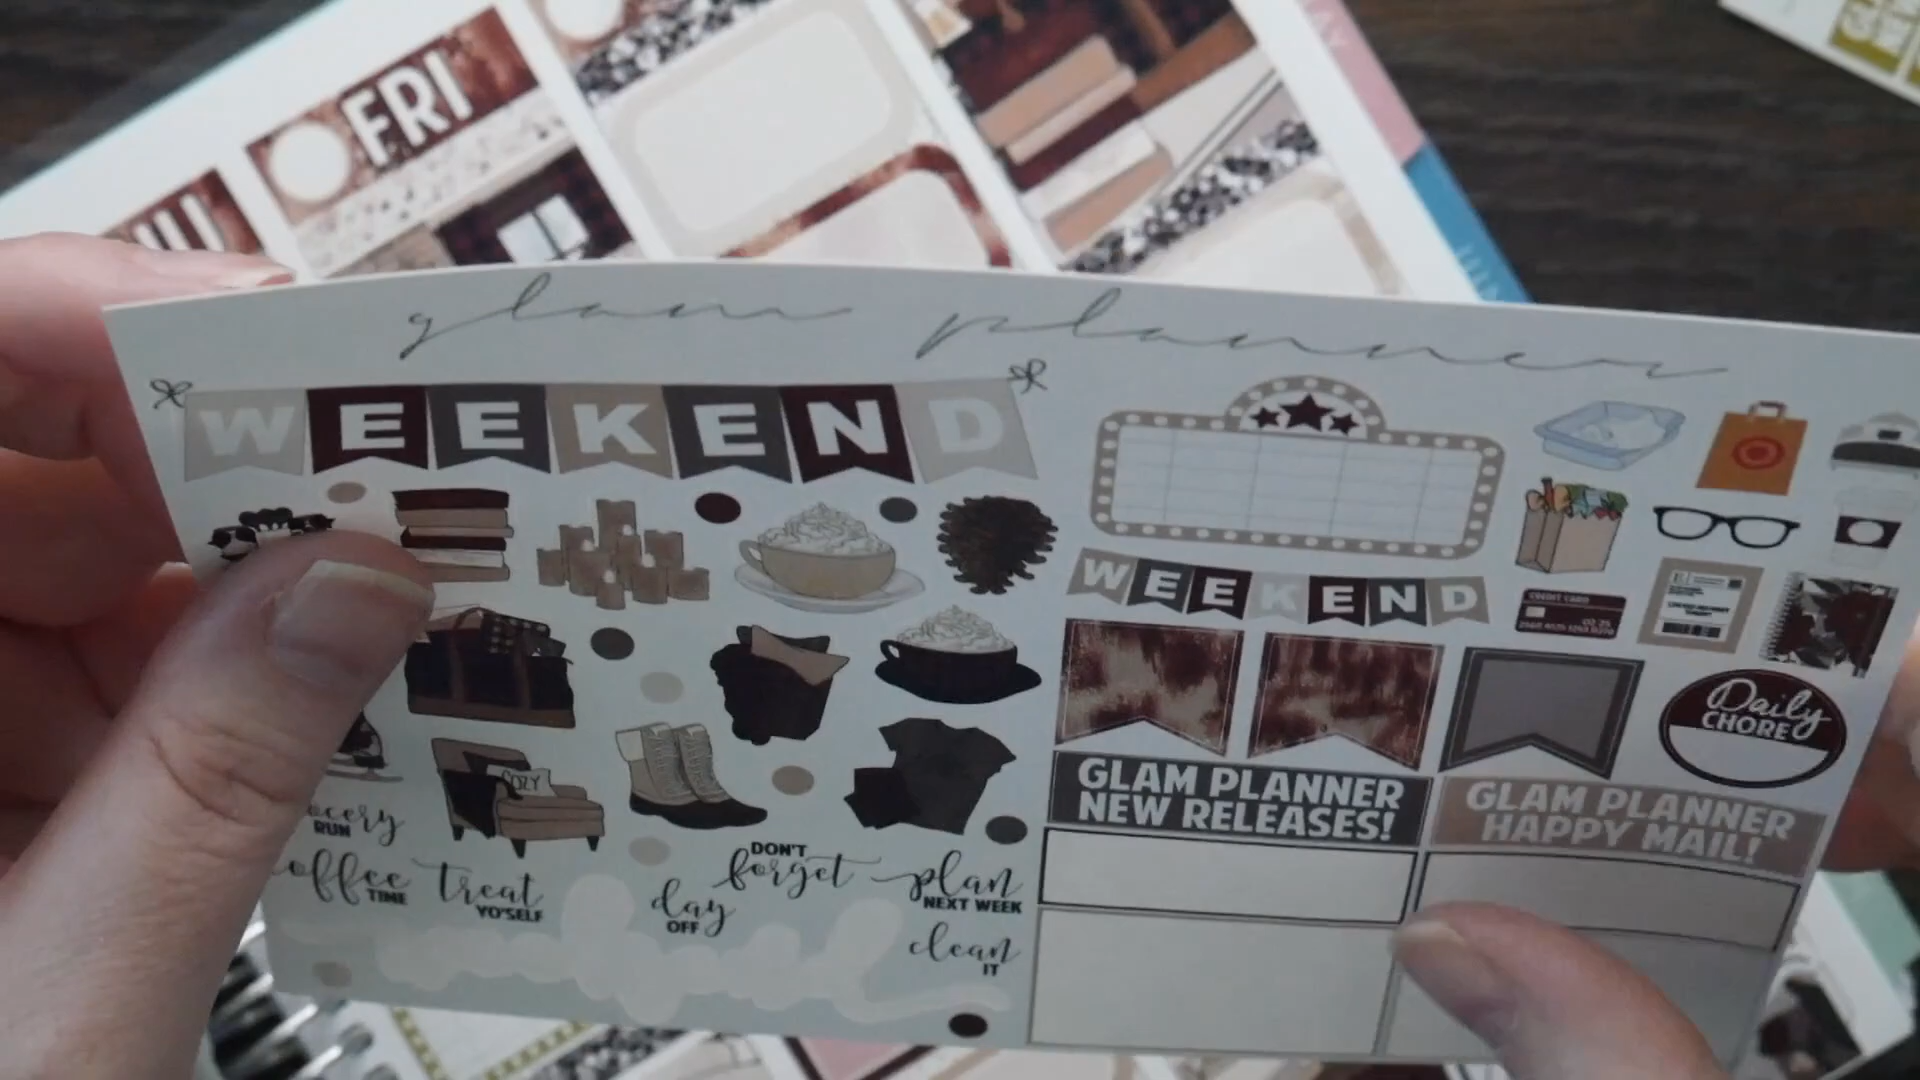 FRI
glam planner
WEEKEND
WEEKEND
CREDIT CARD
Daily
CHORE
COZY
GLAM PLANNER
NEW RELEASES!
GLAM PLANNER
HAPPY MAIL!
RUN
coffee
TIME
treat
YO'SELF
day
OFF
DON'T
forget
plan
NEXT WEEK
clean
IT